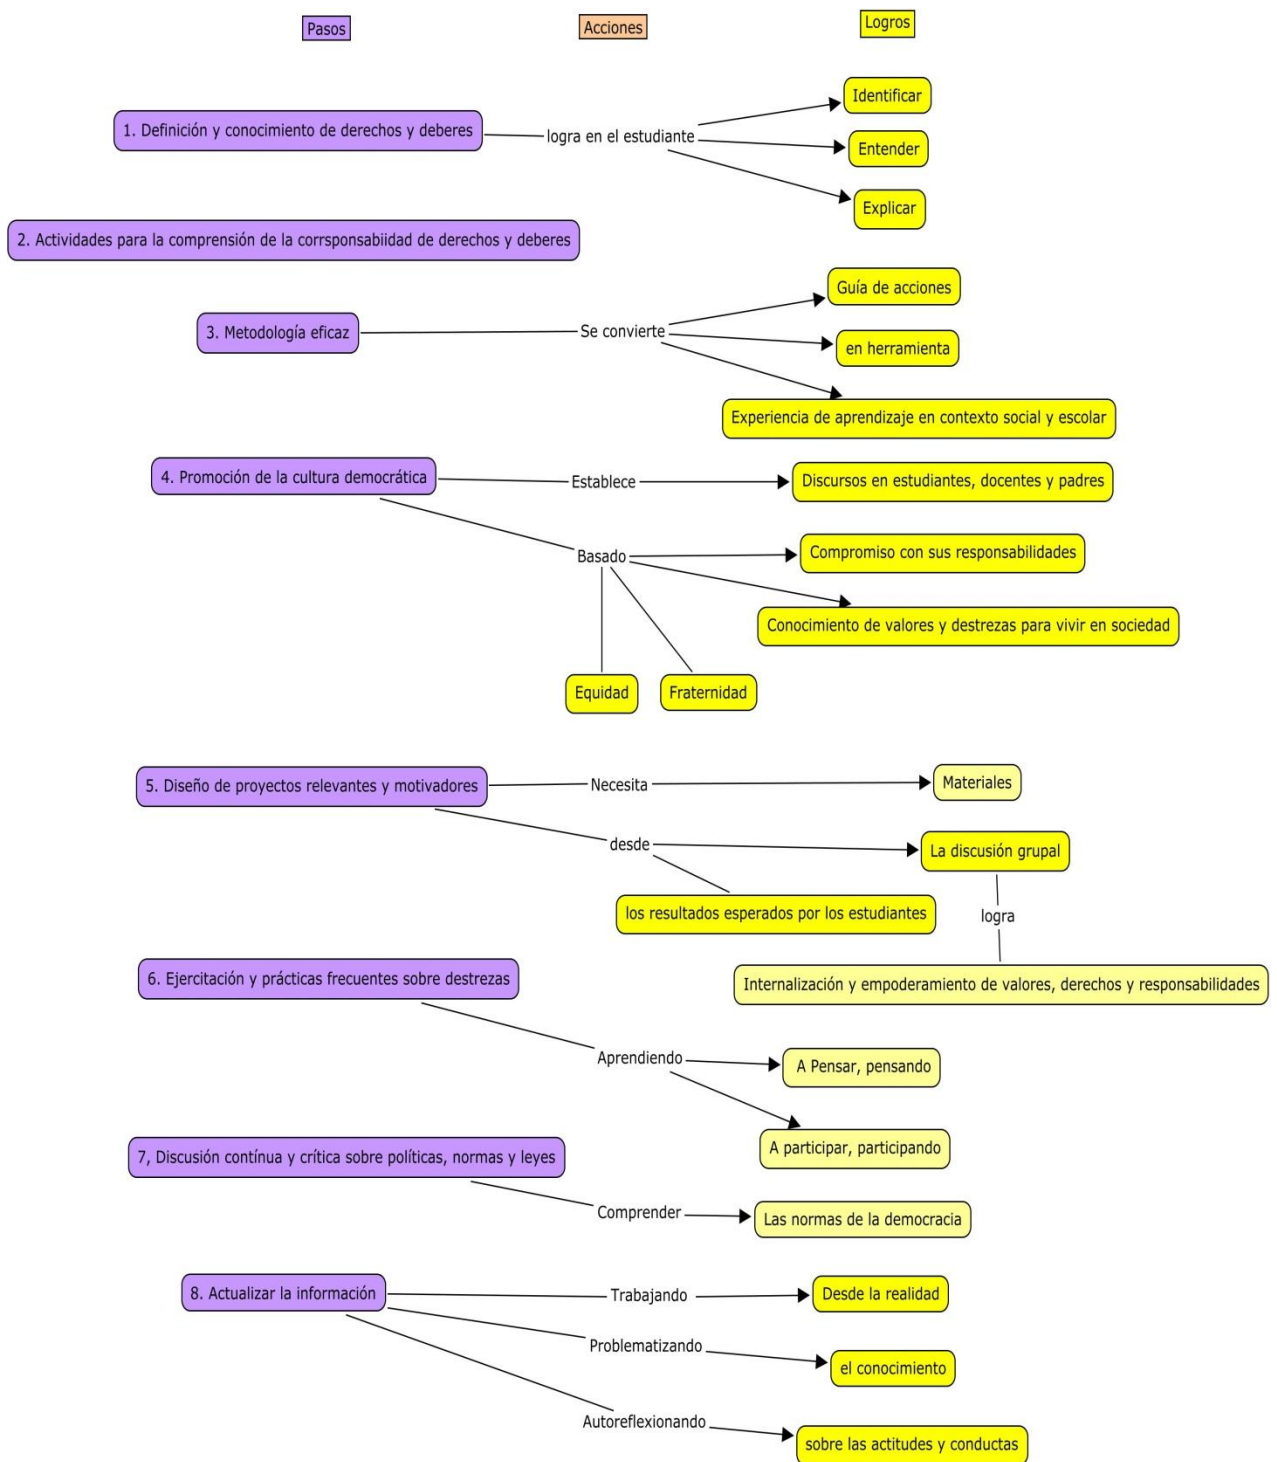 Pasos
Acciones
Logros
1. Definición y conocimiento de derechos y deberes
logra en el estudiante
Identificar
Entender
Explicar
2. Actividades para la comprensión de la corrsponsabiidad de derechos y deberes
3. Metodología eficaz
Se convierte
Guía de acciones
en herramienta
Experiencia de aprendizaje en contexto social y escolar
4. Promoción de la cultura democrática
Establece
Discursos en estudiantes, docentes y padres
Basado
Compromiso con sus responsabilidades
Conocimiento de valores y destrezas para vivir en sociedad
Equidad
Fraternidad
5. Diseño de proyectos relevantes y motivadores
Necesita
Materiales
desde
La discusión grupal
los resultados esperados por los estudiantes
logra
Internalización y empoderamiento de valores, derechos y responsabilidades
6. Ejercitación y prácticas frecuentes sobre destrezas
Aprendiendo
A Pensar, pensando
A participar, participando
7, Discusión contínua y crítica sobre políticas, normas y leyes
Comprender
Las normas de la democracia
8. Actualizar la información
Trabajando
Desde la realidad
Problematizando
el conocimiento
Autoreflexionando
sobre las actitudes y conductas